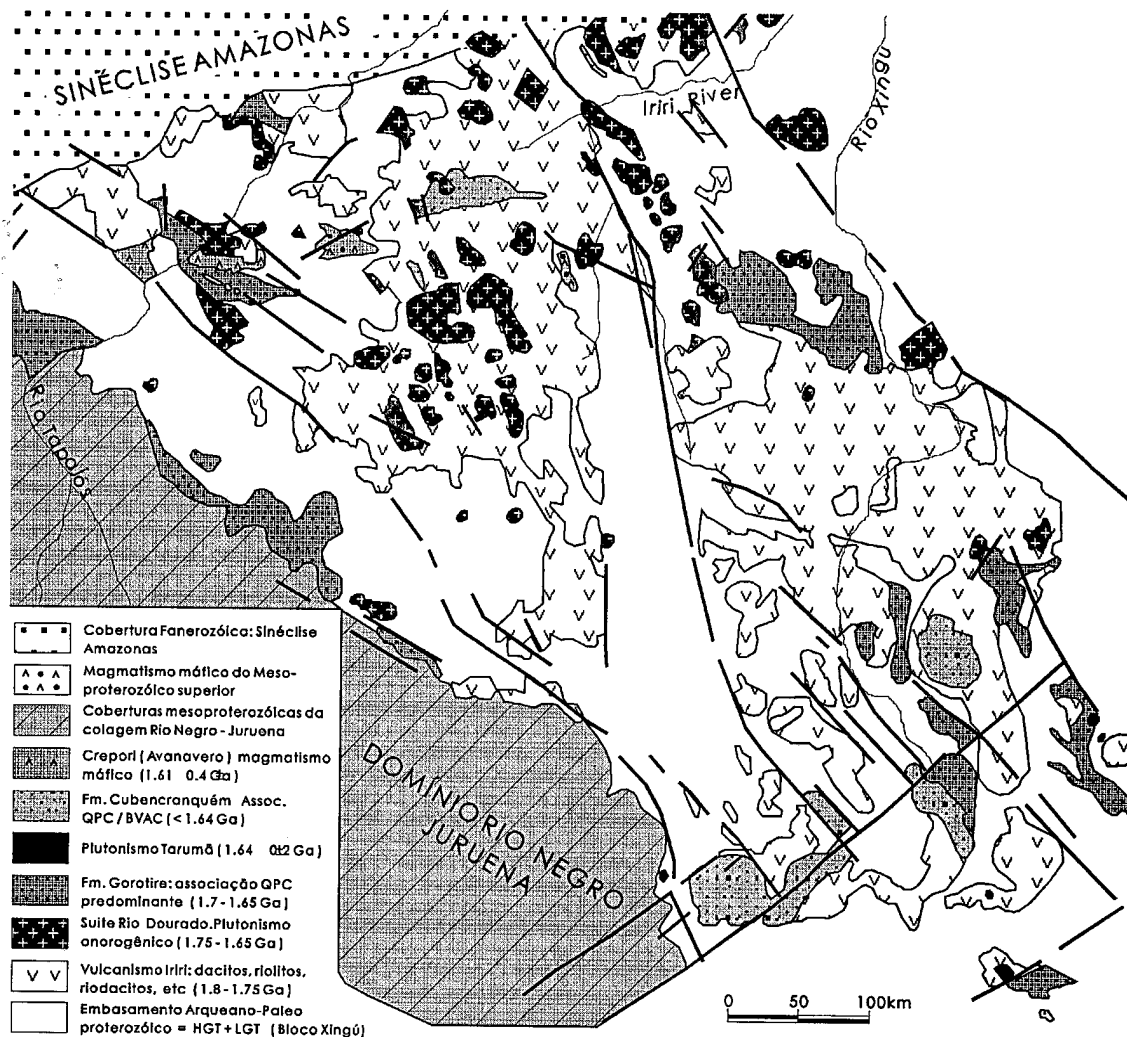 SINÉCLISE AMAZONAS
Iriri River
Rio Xingu
Rio Tapajós
DOMÍNIO RIO NEGRO
JURUENA
Cobertura Fanerozóica: Sinéclise
Amazonas
Magmatismo máfico do Meso-
proterozóico superior
Coberturas mesoproterozóicas da
colagem Rio Negro - Juruena
Crepori (Avanavero) magmatismo
máfico (1.61 0.4 Ga)
Fm. Cubencranquém Assoc.
QPC / BVAC (< 1.64 Ga)
Plutonismo Tarumã (1.64 0±2 Ga)
Fm. Gorotire: associação QPC
predominante (1.7 - 1.65 Ga)
Suite Rio Dourado. Plutonismo
anorogênico (1.75 - 1.65 Ga)
Vulcanismo Iriri: dacitos, riolitos,
riodacitos, etc (1.8 - 1.75 Ga)
Embasamento Arqueano-Paleo
proterozóico = HGT + LGT (Bloco Xingú)
0 50 100km